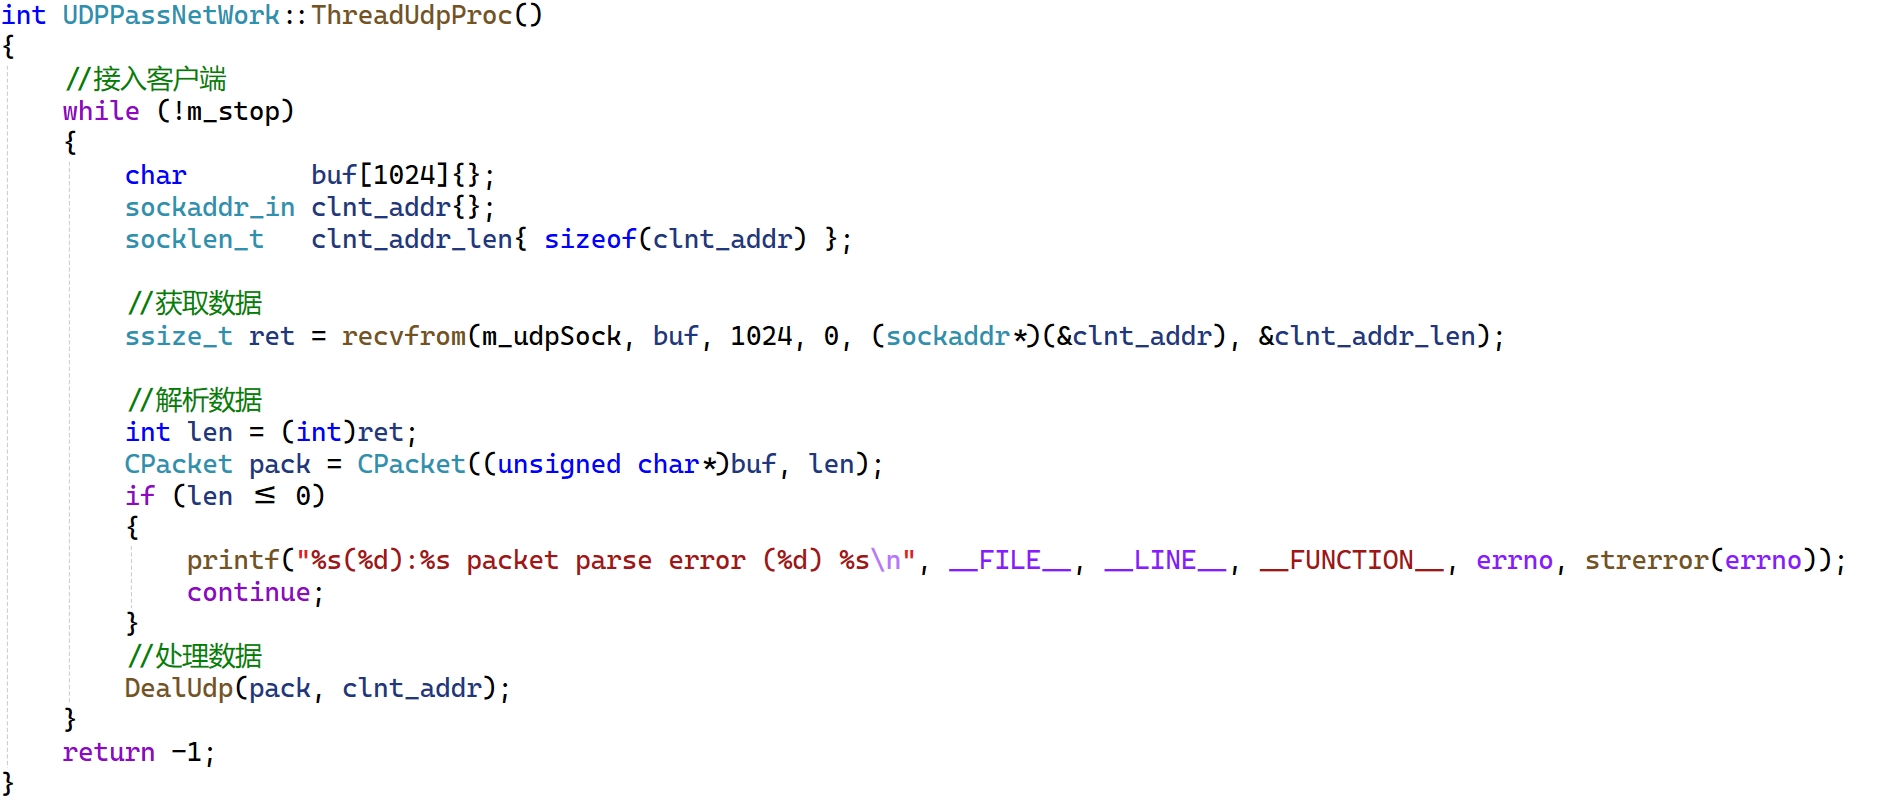 int UDPPassNetWork::ThreadUdpProc()
{
    //接入客户端
    while (!m_stop)
    {
        char        buf[1024]{};
        sockaddr_in clnt_addr{};
        socklen_t   clnt_addr_len{ sizeof(clnt_addr) };

        //获取数据
        ssize_t ret = recvfrom(m_udpSock, buf, 1024, 0, (sockaddr*)(&clnt_addr), &clnt_addr_len);

        //解析数据
        int len = (int)ret;
        CPacket pack = CPacket((unsigned char*)buf, len);
        if (len ≤ 0)
        {
            printf("%s(%d):%s packet parse error (%d) %s\n", __FILE__, __LINE__, __FUNCTION__, errno, strerror(errno));
            continue;
        }
        //处理数据
        DealUdp(pack, clnt_addr);
    }
    return -1;
}